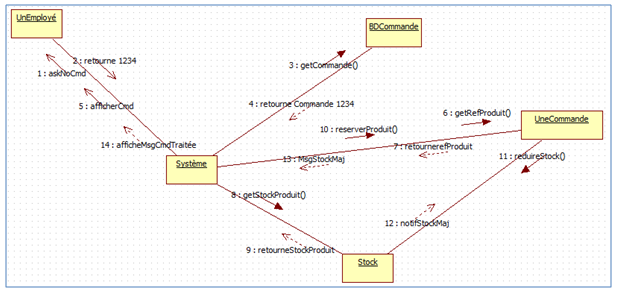 UnEmployé
BDCommande
2 : retourne 1234
1 : askNoCmd
3 : getCommande()
5 : afficherCmd
4 : retourne Commande 1234
6 : getRefProduit()
UneCommande
10 : reserverProduit()
14 : afficheMsgCmdTraitée
7 : retournerefProduit
13 : MsgStockMaj
11 : reduireStock()
Système
8 : getStockProduit()
12 : notifStockMaj
9 : retourneStockProduit
Stock